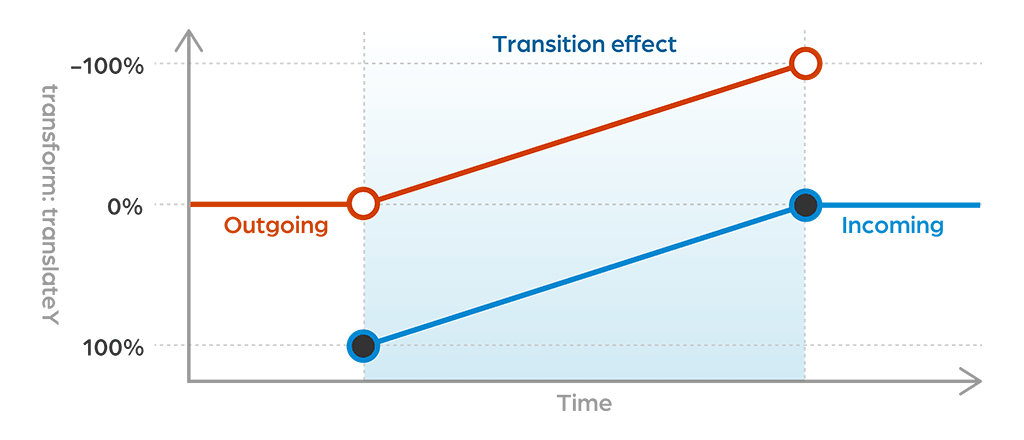 Transition effect
–100%
transform: translateY
0%
Outgoing
Incoming
100%
Time